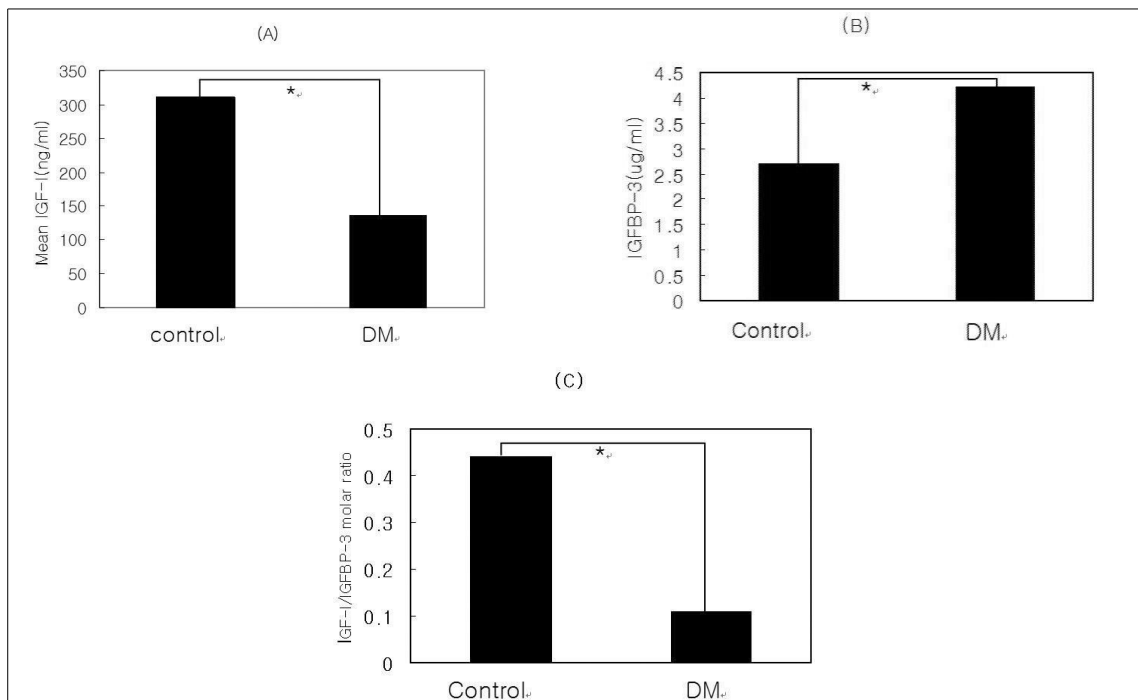 (A)
Mean IGF-I(ng/ml)
350
300
250
200
150
100
50
0
*
control
DM
(B)
IGFBP-3(ug/ml)
4.5
4
3.5
3
2.5
2
1.5
1
0.5
0
*
Control
DM
(C)
IGF-I/IGFBP-3 molar ratio
0.5
0.4
0.3
0.2
0.1
0
*
Control
DM